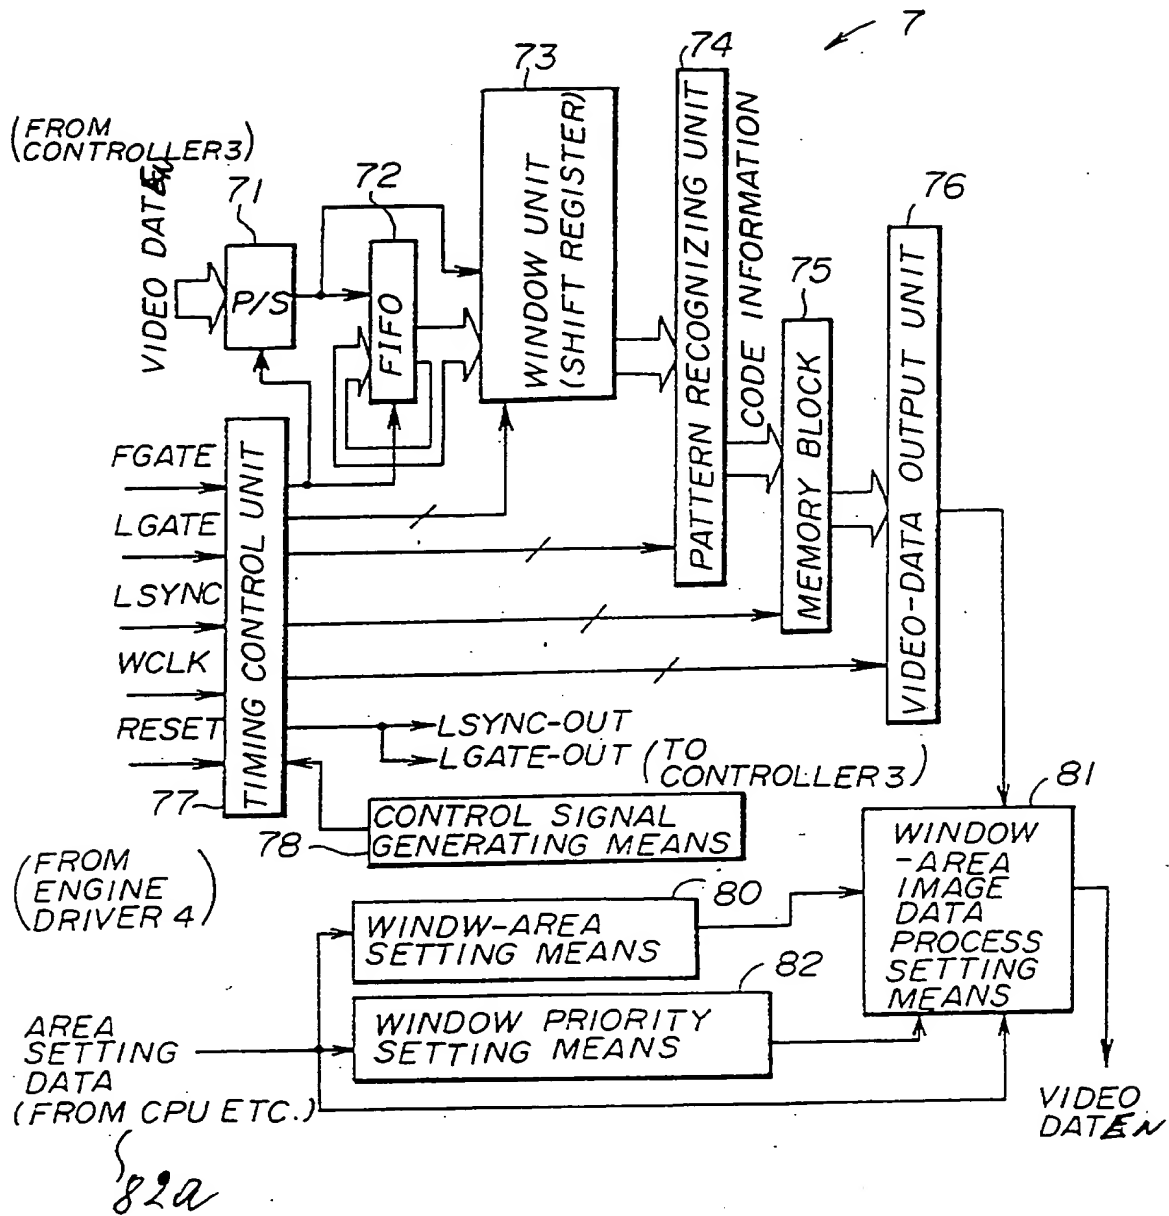 7
(FROM
CONTROLLER3)
VIDEO DATEN
71
P/S
72
FIFO
73
WINDOW UNIT
(SHIFT REGISTER)
74
PATTERN RECOGNIZING UNIT
CODE INFORMATION
75
MEMORY BLOCK
76
VIDEO-DATA OUTPUT UNIT
FGATE
LGATE
LSYNC
WCLK
RESET
TIMING CONTROL UNIT
77
LSYNC-OUT
LGATE-OUT
(TO
CONTROLLER3)
78
CONTROL SIGNAL
GENERATING MEANS
(FROM
ENGINE
DRIVER 4)
80
WINDW-AREA
SETTING MEANS
82
WINDOW PRIORITY
SETTING MEANS
81
WINDOW
-AREA
IMAGE
DATA
PROCESS
SETTING
MEANS
AREA
SETTING
DATA
(FROM CPU ETC.)
82a
VIDEO
DATEN